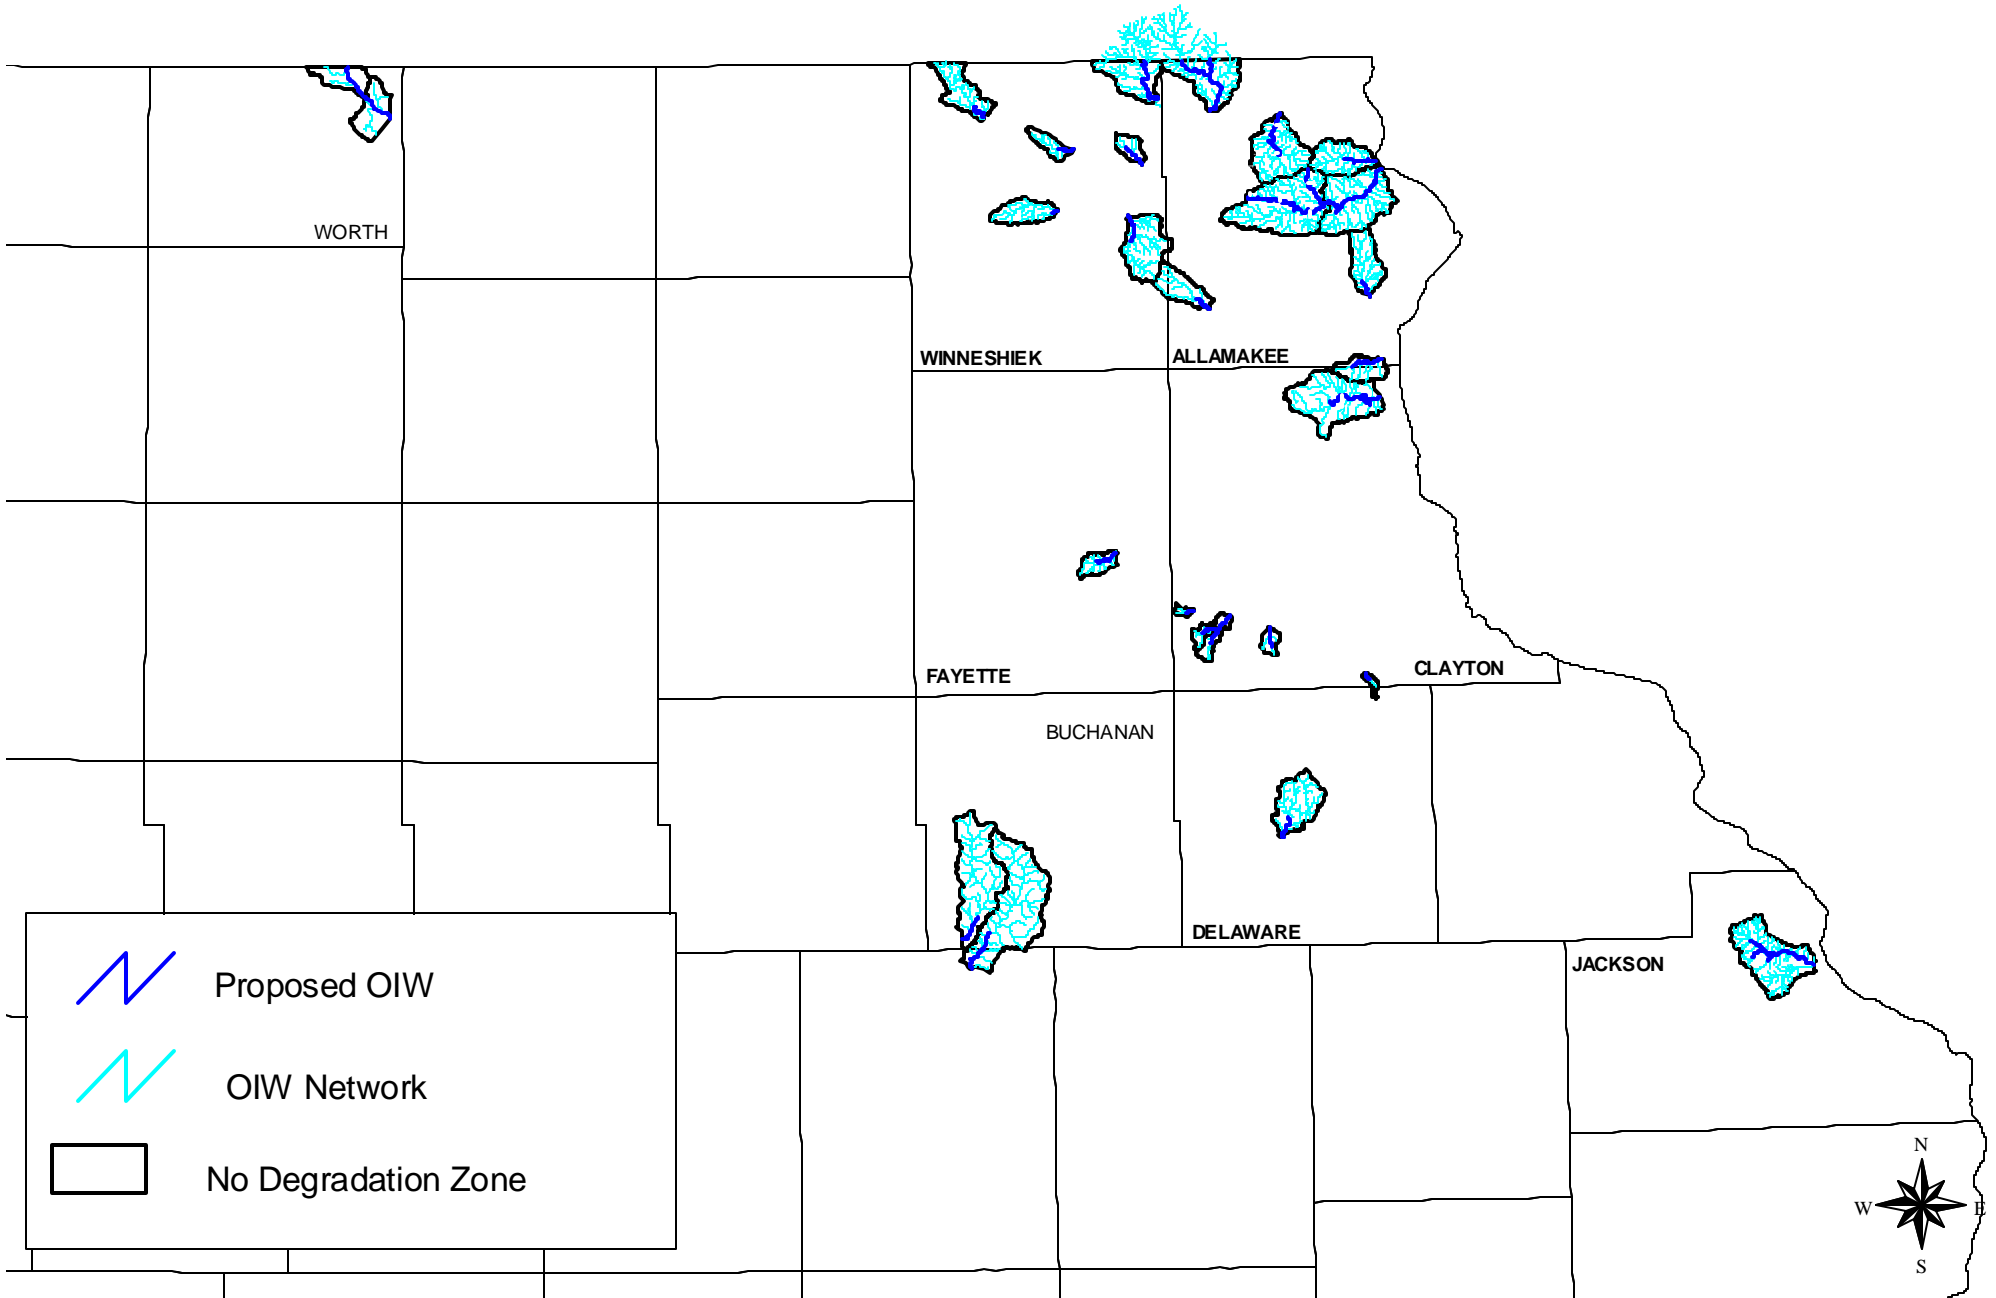 WORTH
WINNESHIEK
ALLAMAKEE
FAYETTE
CLAYTON
BUCHANAN
DELAWARE
JACKSON
Proposed OIW
OIW Network
No Degradation Zone
N
W
E
S